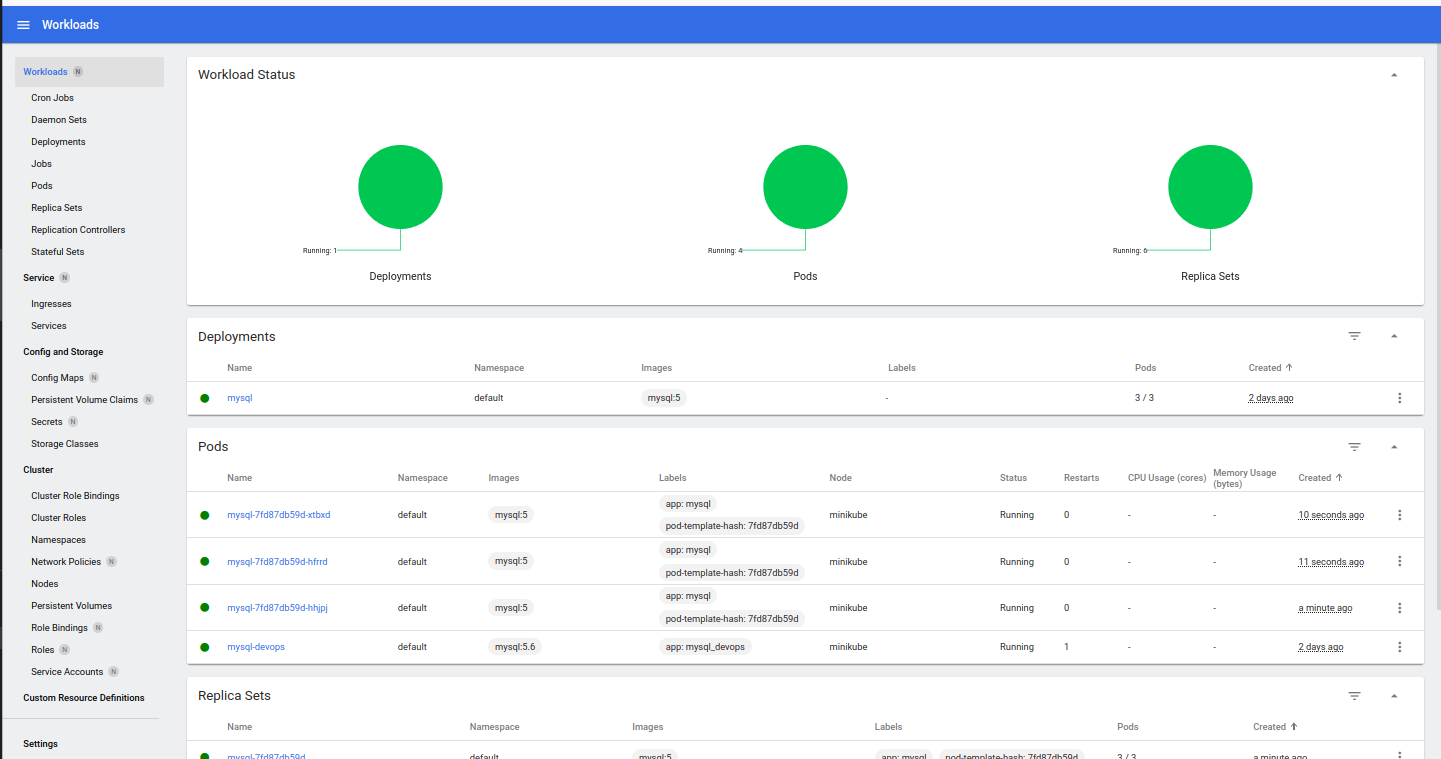 Workloads
Workloads N
Cron Jobs
Daemon Sets
Deployments
Jobs
Pods
Replica Sets
Replication Controllers
Stateful Sets
Service N
Ingresses
Services
Config and Storage
Config Maps N
Persistent Volume Claims N
Secrets N
Storage Classes
Cluster
Cluster Role Bindings
Cluster Roles
Namespaces
Network Policies N
Nodes
Persistent Volumes
Role Bindings N
Roles N
Service Accounts N
Custom Resource Definitions
Settings
Workload Status
Running: 1
Deployments
Running: 4
Pods
Running: 6
Replica Sets
Deployments
Name Namespace Images Labels Pods Created
mysql default mysql:5 - 3 / 3 2 days ago
Pods
Name Namespace Images Labels Node Status Restarts CPU Usage (cores) Memory Usage (bytes) Created
mysql-7fd87db59d-xtbxd default mysql:5 app: mysql pod-template-hash: 7fd87db59d minikube Running 0 - - 10 seconds ago
mysql-7fd87db59d-hfrrd default mysql:5 app: mysql pod-template-hash: 7fd87db59d minikube Running 0 - - 11 seconds ago
mysql-7fd87db59d-hhjpj default mysql:5 app: mysql pod-template-hash: 7fd87db59d minikube Running 0 - - a minute ago
mysql-devops default mysql:5.6 app: mysql_devops minikube Running 1 - - 2 days ago
Replica Sets
Name Namespace Images Labels Pods Created
mysql-7fd87db59d default mysql:5 app: mysql pod-template-hash: 7fd87db59d 3 / 3 a minute ago